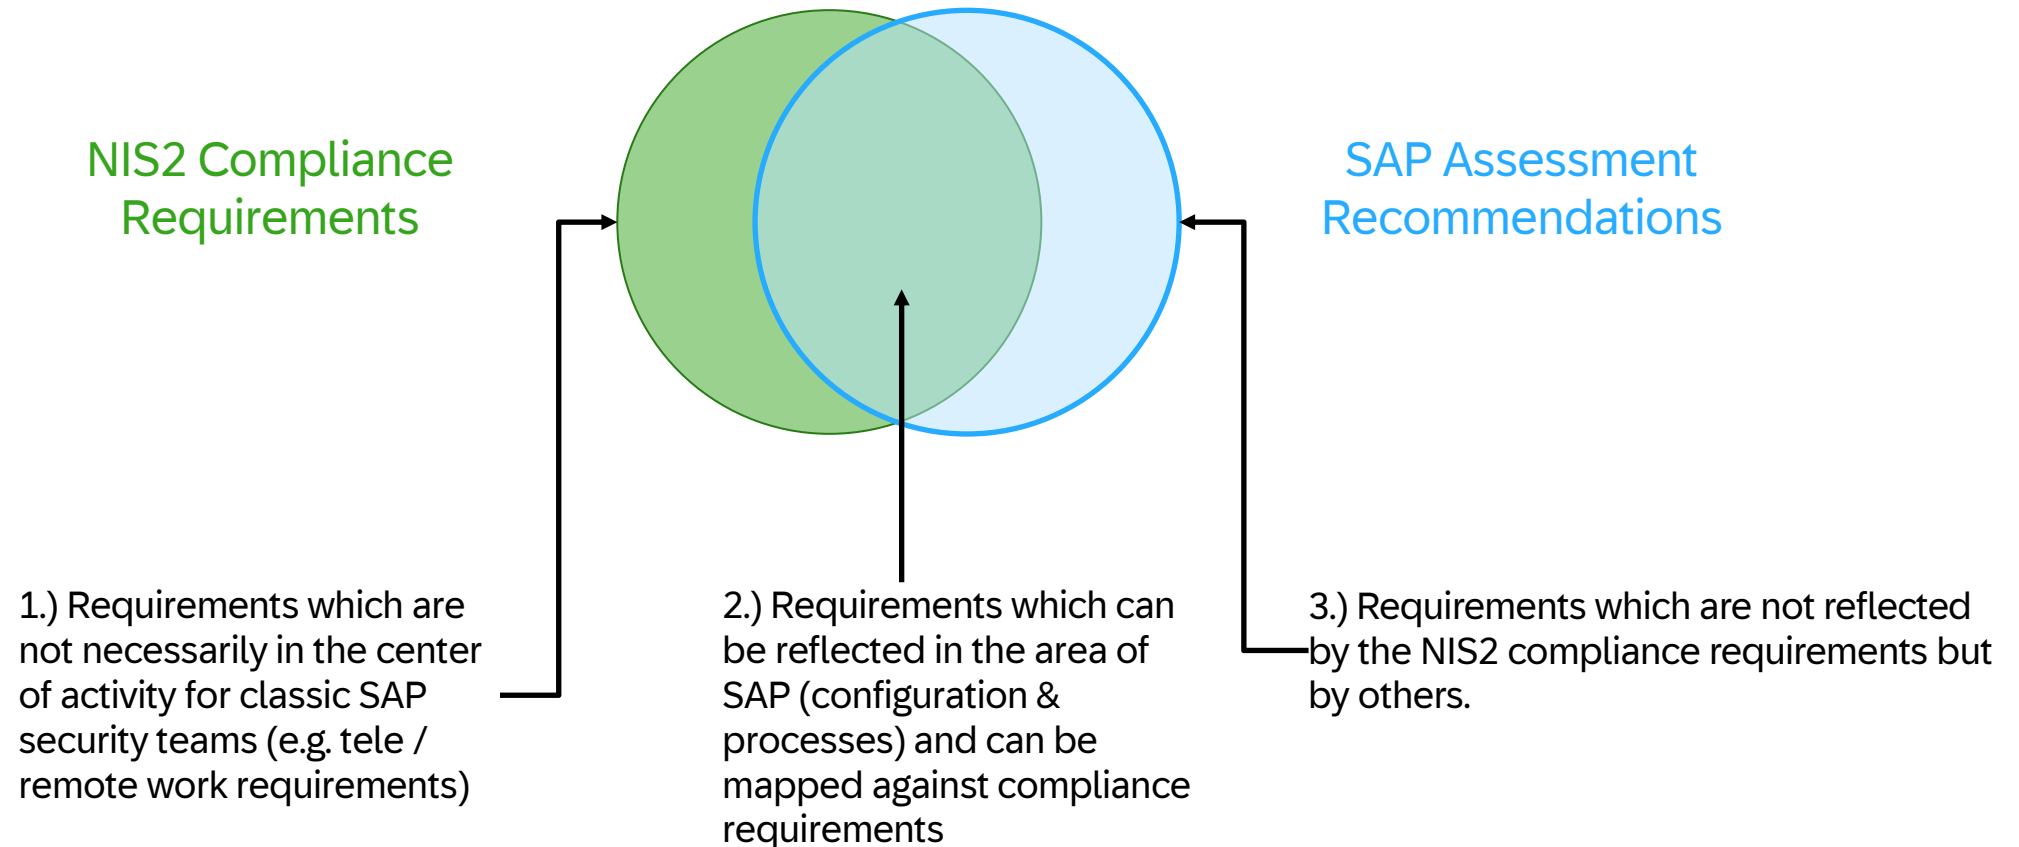 NIS2 Compliance
Requirements
SAP Assessment
Recommendations
1.) Requirements which are
not necessarily in the center
of activity for classic SAP
security teams (e.g. tele /
remote work requirements)
2.) Requirements which can
be reflected in the area of
SAP (configuration &
processes) and can be
mapped against compliance
requirements
3.) Requirements which are not reflected
by the NIS2 compliance requirements but
by others.